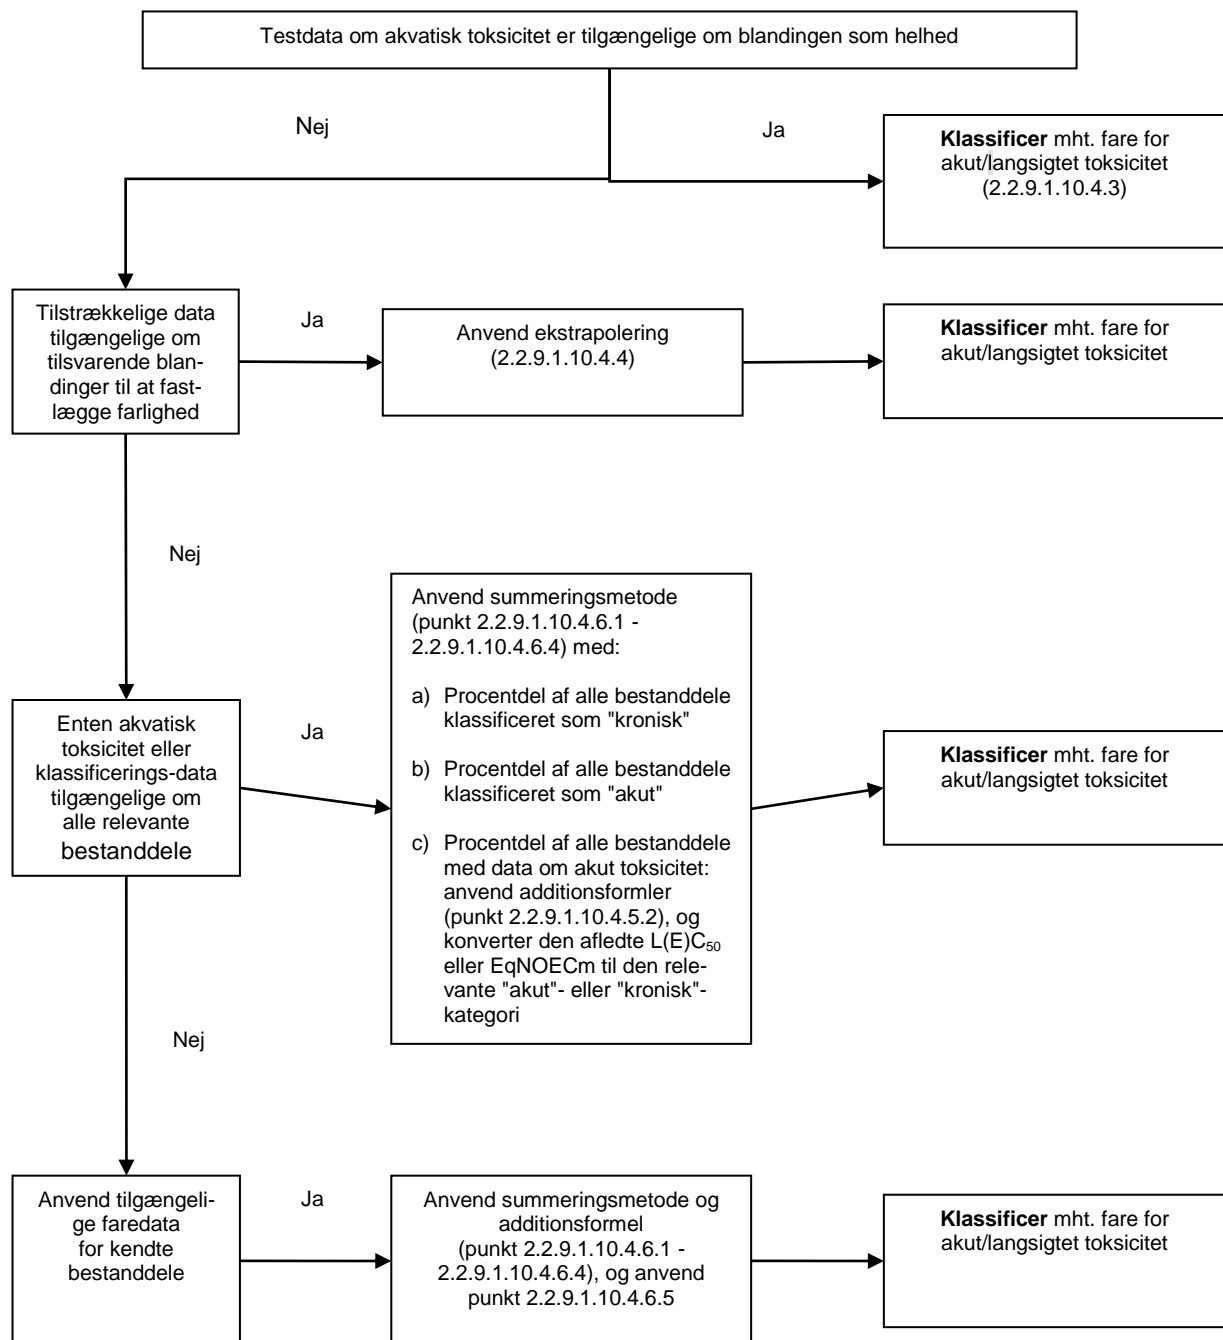 Testdata om akvatisk toksicitet er tilgængelige om blandingen som helhed
Nej
Ja
Klassificer mht. fare for
akut/langsigtet toksicitet
(2.2.9.1.10.4.3)
Tilstrækkelige data
tilgængelige om
tilsvarende blan-
dinger til at fast-
lægge farlighed
Ja
Anvend ekstrapolering
(2.2.9.1.10.4.4)
Klassificer mht. fare for
akut/langsigtet toksicitet
Nej
Anvend summeringsmetode
(punkt 2.2.9.1.10.4.6.1 -
2.2.9.1.10.4.6.4) med:
a) Procentdel af alle bestanddele
klassificeret som "kronisk"
b) Procentdel af alle bestanddele
klassificeret som "akut"
c) Procentdel af alle bestanddele
med data om akut toksicitet:
anvend additionsformler
(punkt 2.2.9.1.10.4.5.2), og
konverter den afledte L(E)C50
eller EqNOECm til den rele-
vante "akut"- eller "kronisk"-
kategori
Enten akvatisk
toksicitet eller
klassificerings-data
tilgængelige om
alle relevante
bestanddele
Ja
Klassificer mht. fare for
akut/langsigtet toksicitet
Nej
Anvend tilgængeli-
ge faredata
for kendte
bestanddele
Ja
Anvend summeringsmetode og
additionsformel
(punkt 2.2.9.1.10.4.6.1 -
2.2.9.1.10.4.6.4), og anvend
punkt 2.2.9.1.10.4.6.5
Klassificer mht. fare for
akut/langsigtet toksicitet